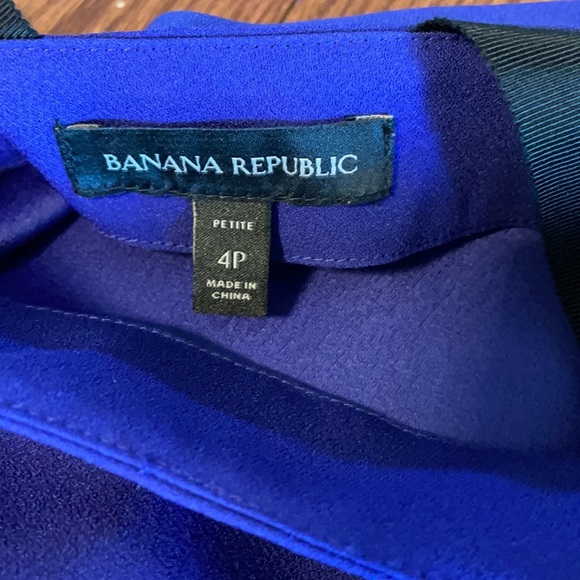 BANANA REPUBLIC
PETITE
4P
MADE IN
CHINA